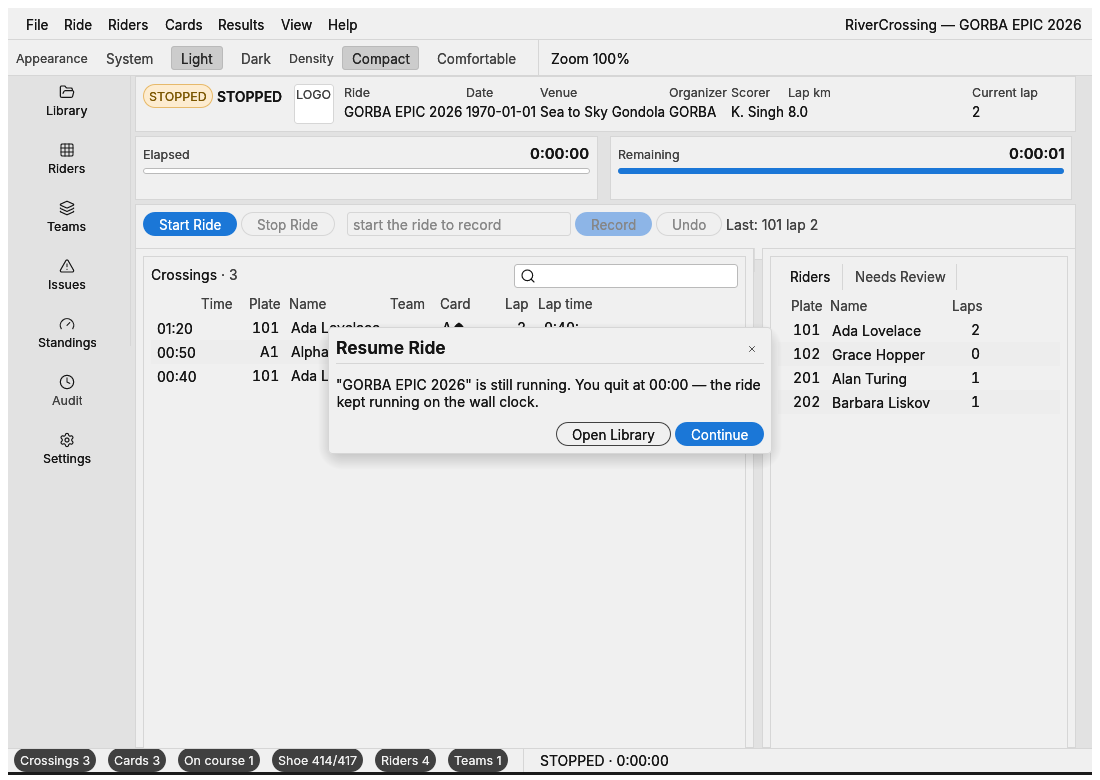 File Ride Riders Cards Results View Help RiverCrossing — GORBA EPIC 2026
Appearance System Light Dark Density Compact Comfortable Zoom 100%
Library
Riders
Teams
Issues
Standings
Audit
Settings
STOPPED STOPPED LOGO
Ride Date Venue Organizer Scorer Lap km Current lap
GORBA EPIC 2026 1970-01-01 Sea to Sky Gondola GORBA K. Singh 8.0 2
Elapsed 0:00:00
Remaining 0:00:01
Start Ride Stop Ride start the ride to record Record Undo Last: 101 lap 2
Crossings · 3
Time Plate Name Team Card Lap Lap time
01:20 101 Ada Lovelace
00:50 A1 Alpha
00:40 101 Ada L
Resume Ride ×
"GORBA EPIC 2026" is still running. You quit at 00:00 — the ride
kept running on the wall clock.
Open Library Continue
Riders Needs Review
Plate Name Laps
101 Ada Lovelace 2
102 Grace Hopper 0
201 Alan Turing 1
202 Barbara Liskov 1
Crossings 3 Cards 3 On course 1 Shoe 414/417 Riders 4 Teams 1 STOPPED · 0:00:00